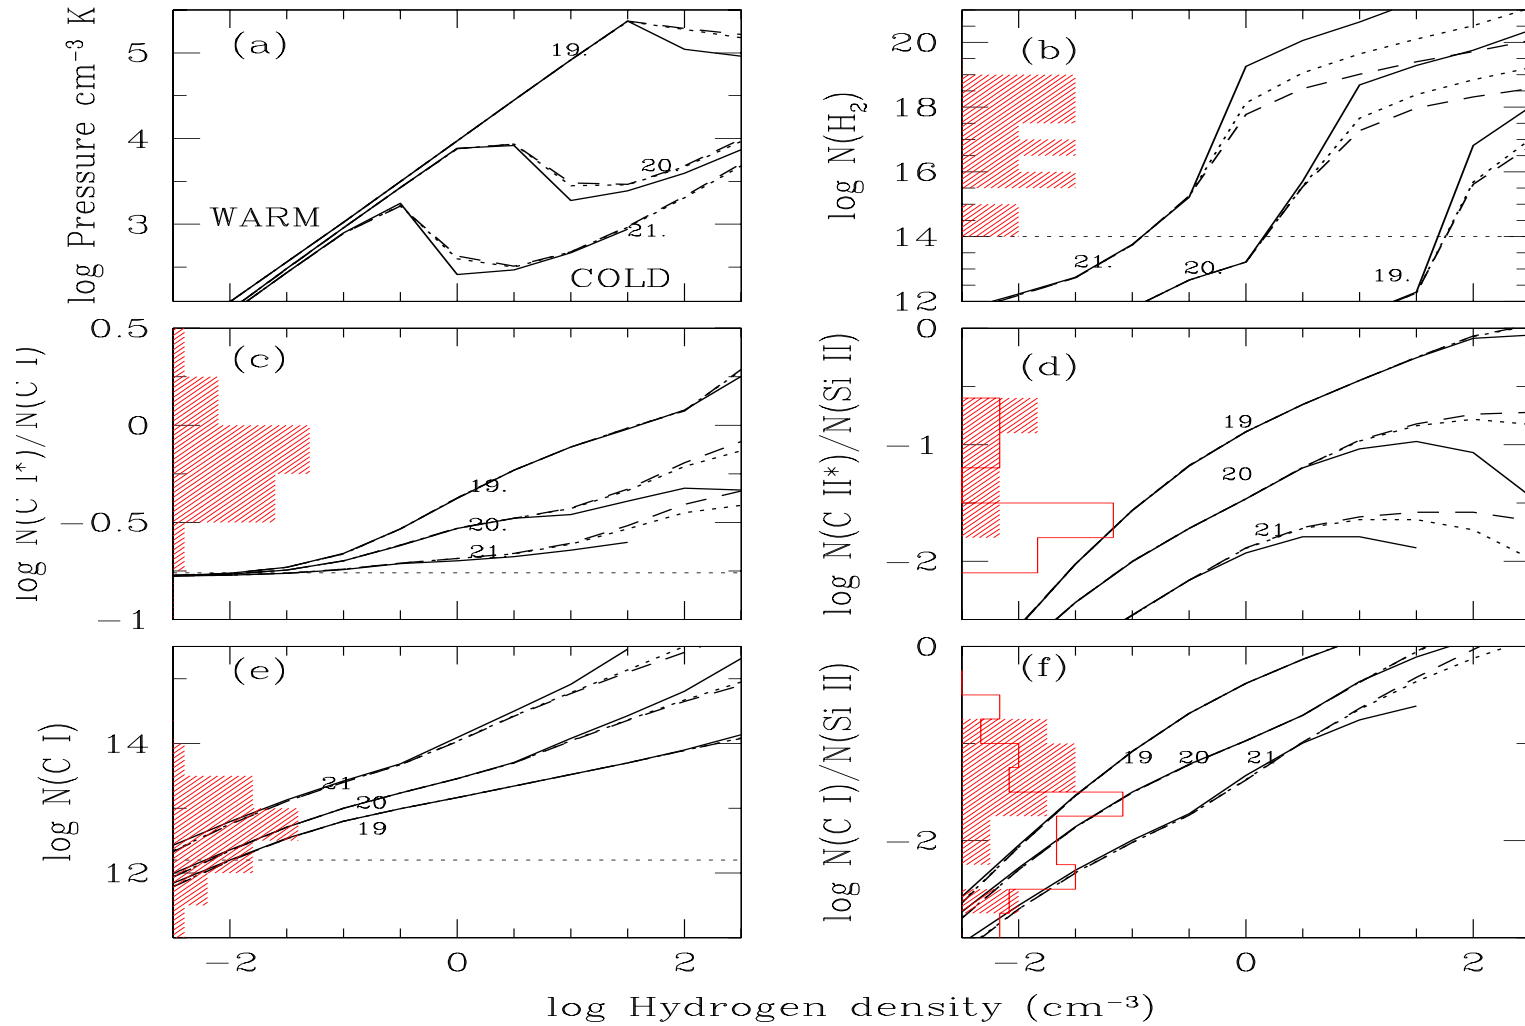 (a)
log Pressure cm⁻³ K
5
4
3
19.
20.
21.
WARM
COLD
(b)
log N(H₂)
20
18
16
14
12
21.
20.
19.
(c)
log N(C I*)/N(C I)
0.5
0
−0.5
−1
19.
20.
21
(d)
log N(C II*)/N(Si II)
0
−1
−2
19
20
21
(e)
log N(C I)
14
12
21
20
19
−2 0 2
(f)
log N(C I)/N(Si II)
0
−2
19 20 21
−2 0 2
log Hydrogen density (cm⁻³)